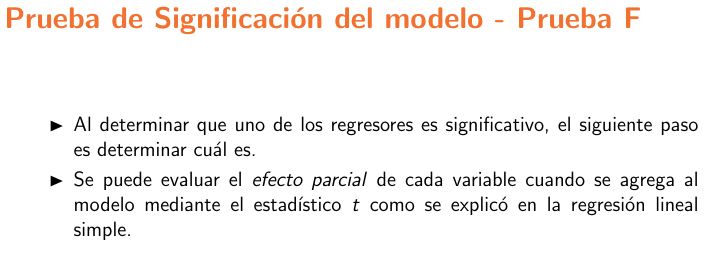 Prueba de Significación del modelo - Prueba F
▶ Al determinar que uno de los regresores es significativo, el siguiente paso
es determinar cuál es.
▶ Se puede evaluar el efecto parcial de cada variable cuando se agrega al
modelo mediante el estadístico t como se explicó en la regresión lineal
simple.